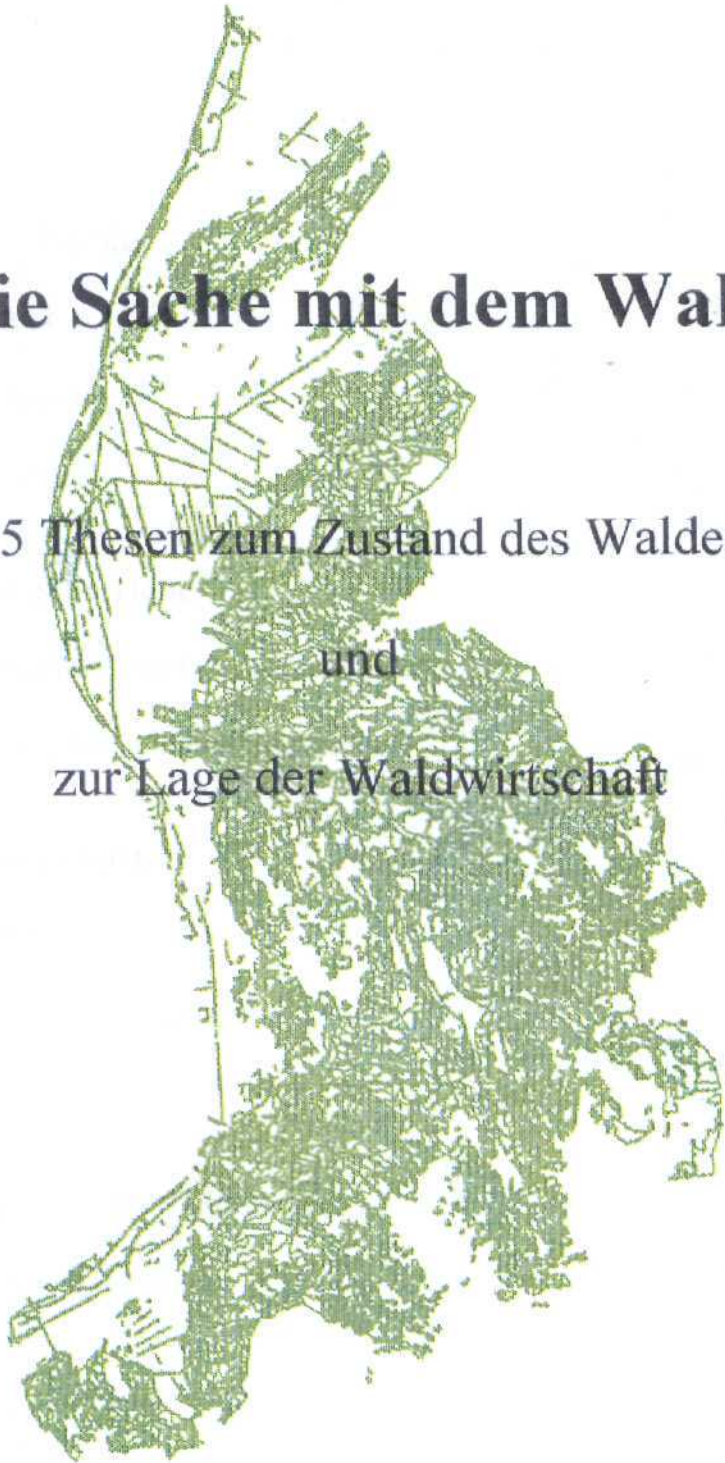 ie Sache mit dem Wal
5 Thesen zum Zustand des Walde
und
zur Lage der Waldwirtschaft